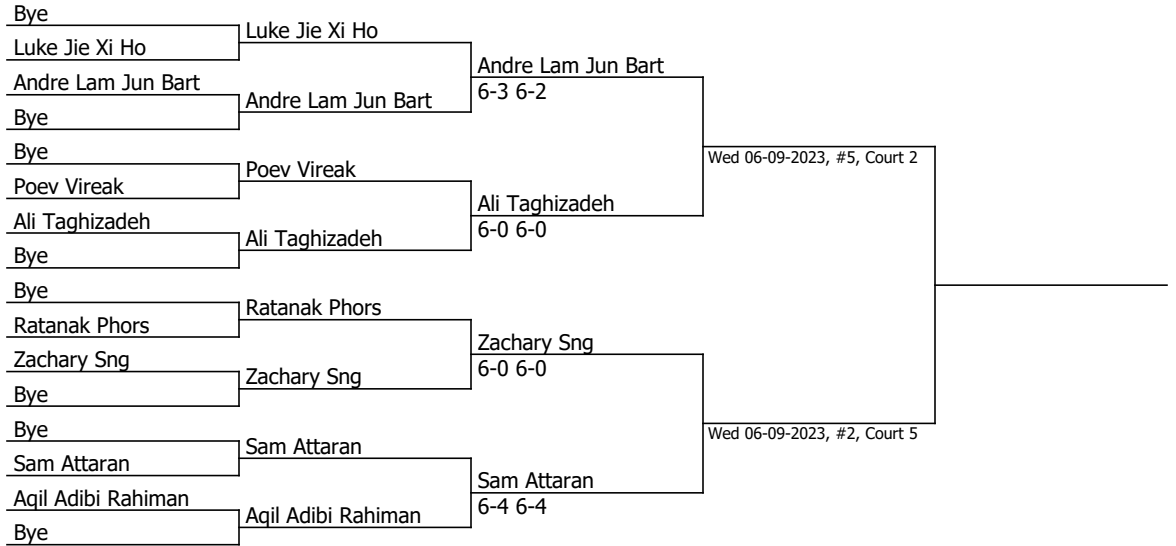 Bye
Luke Jie Xi Ho
Andre Lam Jun Bart
Bye
Bye
Poev Vireak
Ali Taghizadeh
Bye
Bye
Ratanak Phors
Zachary Sng
Bye
Bye
Sam Attaran
Aqil Adibi Rahiman
Bye
Luke Jie Xi Ho
Andre Lam Jun Bart
Poev Vireak
Ali Taghizadeh
Ratanak Phors
Zachary Sng
Sam Attaran
Aqil Adibi Rahiman
Andre Lam Jun Bart
6-3 6-2
Ali Taghizadeh
6-0 6-0
Zachary Sng
6-0 6-0
Sam Attaran
6-4 6-4
Wed 06-09-2023, #5, Court 2
Wed 06-09-2023, #2, Court 5